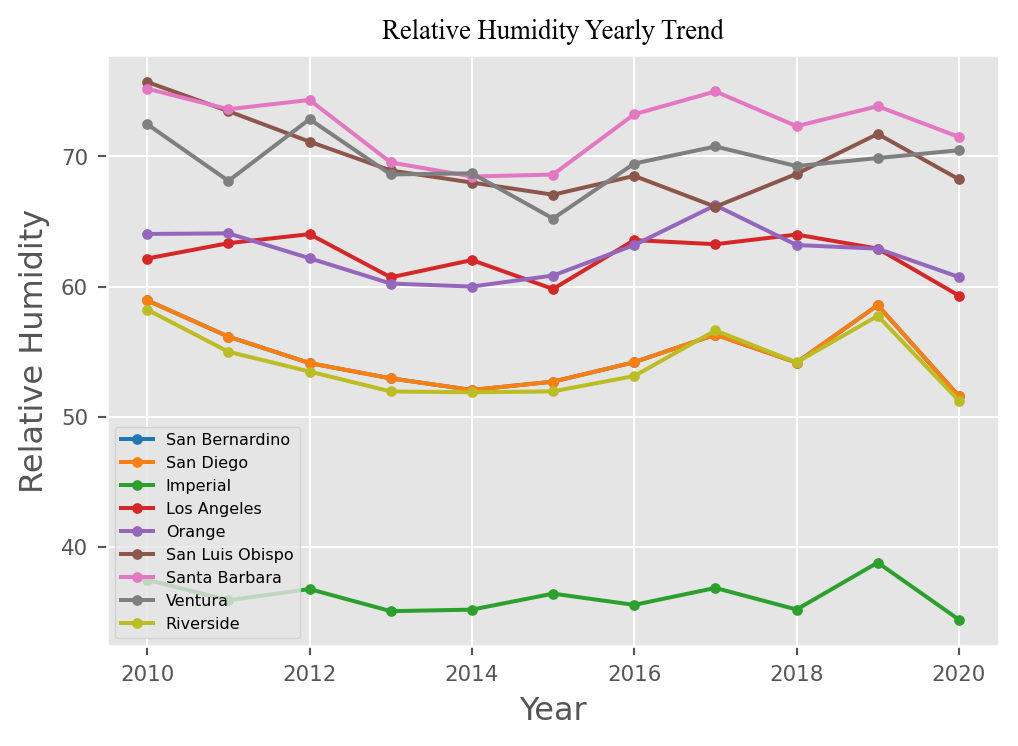 Relative Humidity Yearly Trend
Relative Humidity
70
60
50
40
San Bernardino
San Diego
Imperial
Los Angeles
Orange
San Luis Obispo
Santa Barbara
Ventura
Riverside
2010 2012 2014 2016 2018 2020
Year